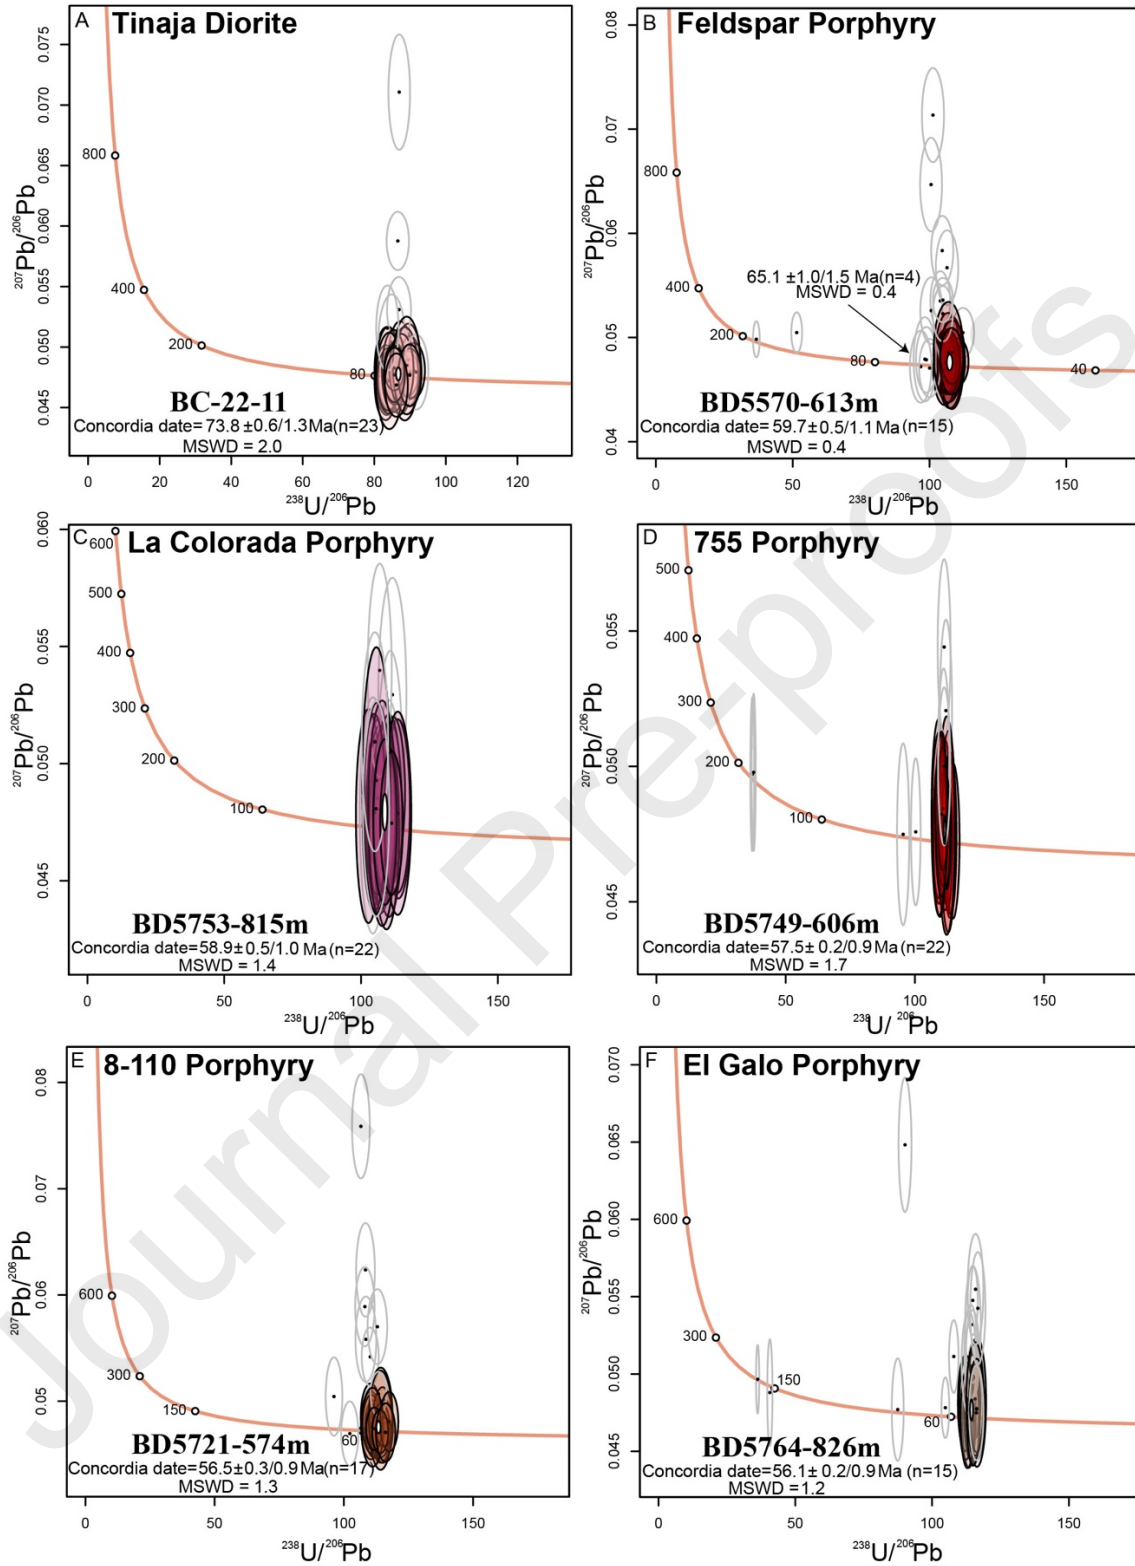 A Tinaja Diorite
0.075
0.070
0.065
0.060
0.055
0.050
0.045
207Pb/206Pb
800
400
200
80
BC-22-11
Concordia date= 73.8 ±0.6/1.3 Ma(n=23)
MSWD = 2.0
0 20 40 60 80 100 120
238U/206Pb
B Feldspar Porphyry
0.08
0.07
0.06
0.05
0.04
207Pb/206Pb
800
400
200
80
40
65.1 ±1.0/1.5 Ma(n=4)
MSWD = 0.4
BD5570-613m
Concordia date = 59.7±0.5/1.1 Ma (n=15)
MSWD = 0.4
0 50 100 150
238U/206Pb
C La Colorada Porphyry
0.060
0.055
0.050
0.045
207Pb/206Pb
600
500
400
300
200
100
BD5753-815m
Concordia date=58.9±0.5/1.0 Ma (n=22)
MSWD = 1.4
0 50 100 150
238U/206Pb
D 755 Porphyry
0.055
0.050
0.045
207Pb/206Pb
500
400
300
200
100
BD5749-606m
Concordia date=57.5± 0.2/0.9 Ma (n=22)
MSWD = 1.7
0 50 100 150
238U/206Pb
E 8-110 Porphyry
0.08
0.07
0.06
0.05
207Pb/206Pb
600
300
150
60
BD5721-574m
Concordia date=56.5±0.3/0.9 Ma(n=17)
MSWD = 1.3
0 50 100 150
238U/206Pb
F El Galo Porphyry
0.070
0.065
0.060
0.055
0.050
0.045
207Pb/206Pb
600
300
150
60
BD5764-826m
Concordia date=56.1± 0.2/0.9 Ma (n=15)
MSWD = 1.2
0 50 100 150
238U/206Pb
Journal Pre-proofs